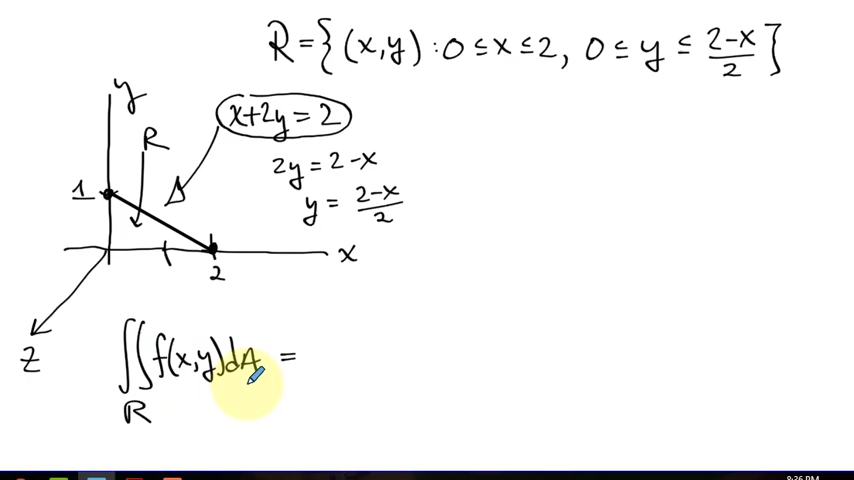 R={(x,y):0≤x≤2, 0≤y≤(2-x)/2}
y
x+2y=2
R
2y=2-x
1
y=(2-x)/2
x
2
z
∬f(x,y)dA =
R